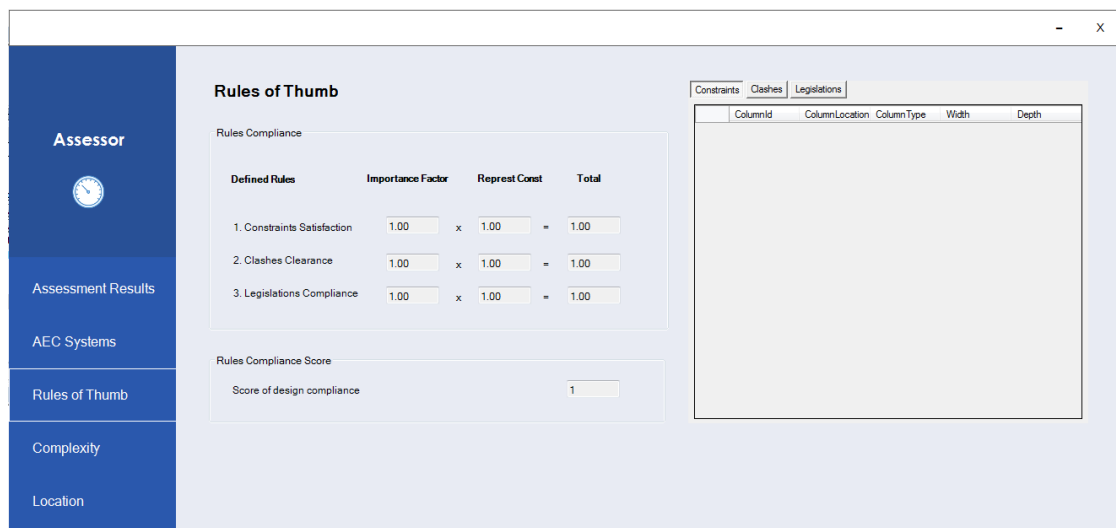 - X
Assessor
Assessment Results
AEC Systems
Rules of Thumb
Complexity
Location
Rules of Thumb
Rules Compliance
Defined Rules Importance Factor Represt Const Total
1. Constraints Satisfaction 1.00 x 1.00 = 1.00
2. Clashes Clearance 1.00 x 1.00 = 1.00
3. Legislations Compliance 1.00 x 1.00 = 1.00
Rules Compliance Score
Score of design compliance 1
Constraints Clashes Legislations
ColumnId ColumnLocation ColumnType Width Depth